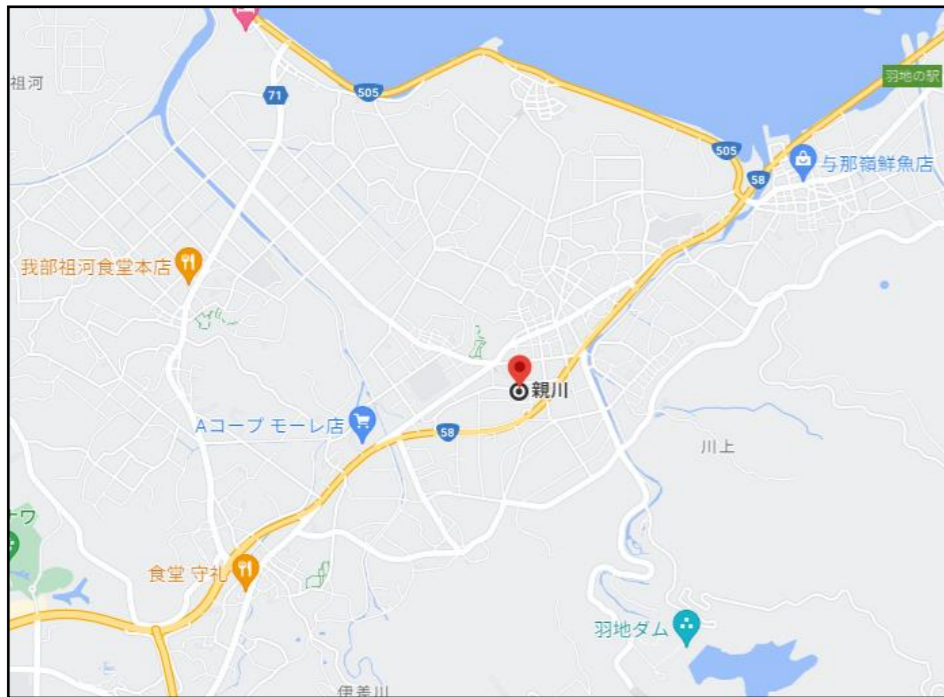 祖河
71
505
羽地の駅
505
58
与那嶺鮮魚店
我部祖河食堂本店
親川
Aコープ モーレ店
58
川上
ナワ
食堂 守礼
羽地ダム
伊差川